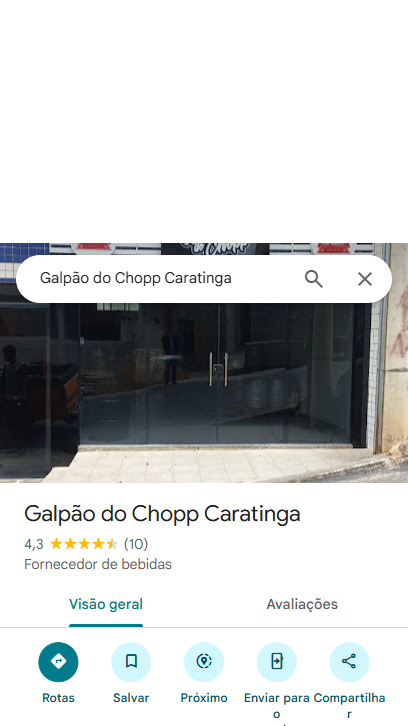 Chopp
Galpão do Chopp Caratinga
Galpão do Chopp Caratinga
4,3 (10)
Fornecedor de bebidas
Visão geral
Avaliações
Rotas
Salvar
Próximo
Enviar para o
Compartilhar